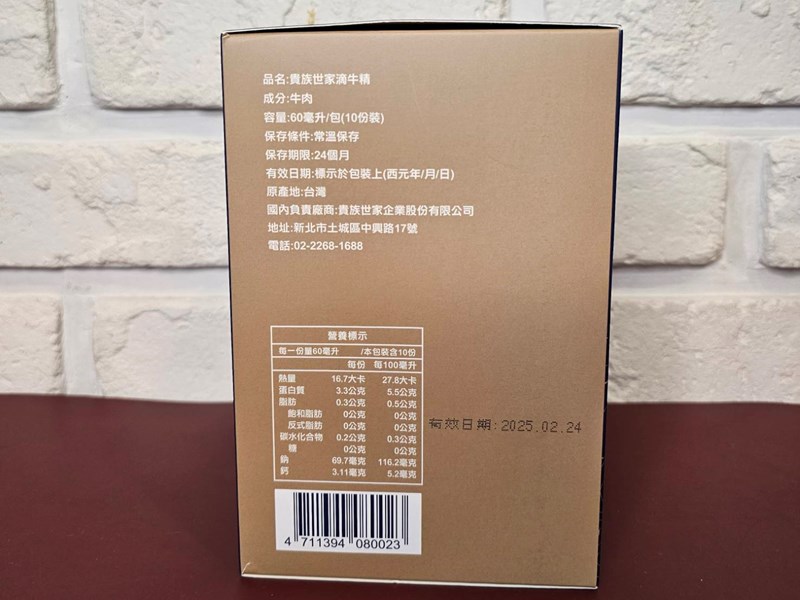 品名:貴族世家滴牛精
成分:牛肉
容量:60毫升/包(10份裝)
保存條件:常溫保存
保存期限:24個月
有效日期:標示於包裝上(西元年/月/日)
原產地:台灣
國內負責廠商:貴族世家企業股份有限公司
地址:新北市土城區中興路17號
電話:02-2268-1688
營養標示
每一份量60毫升 /本包裝含10份
每份 每100毫升
熱量 16.7大卡 27.8大卡
蛋白質 3.3公克 5.5公克
脂肪 0.3公克 0.5公克
飽和脂肪 0公克 0公克
反式脂肪 0公克 0公克
碳水化合物 0.2公克 0.3公克
糖 0公克 0公克
鈉 69.7毫克 116.2毫克
鈣 3.11毫克 5.2毫克
有效日期:2025.02.24
4 711394 080023